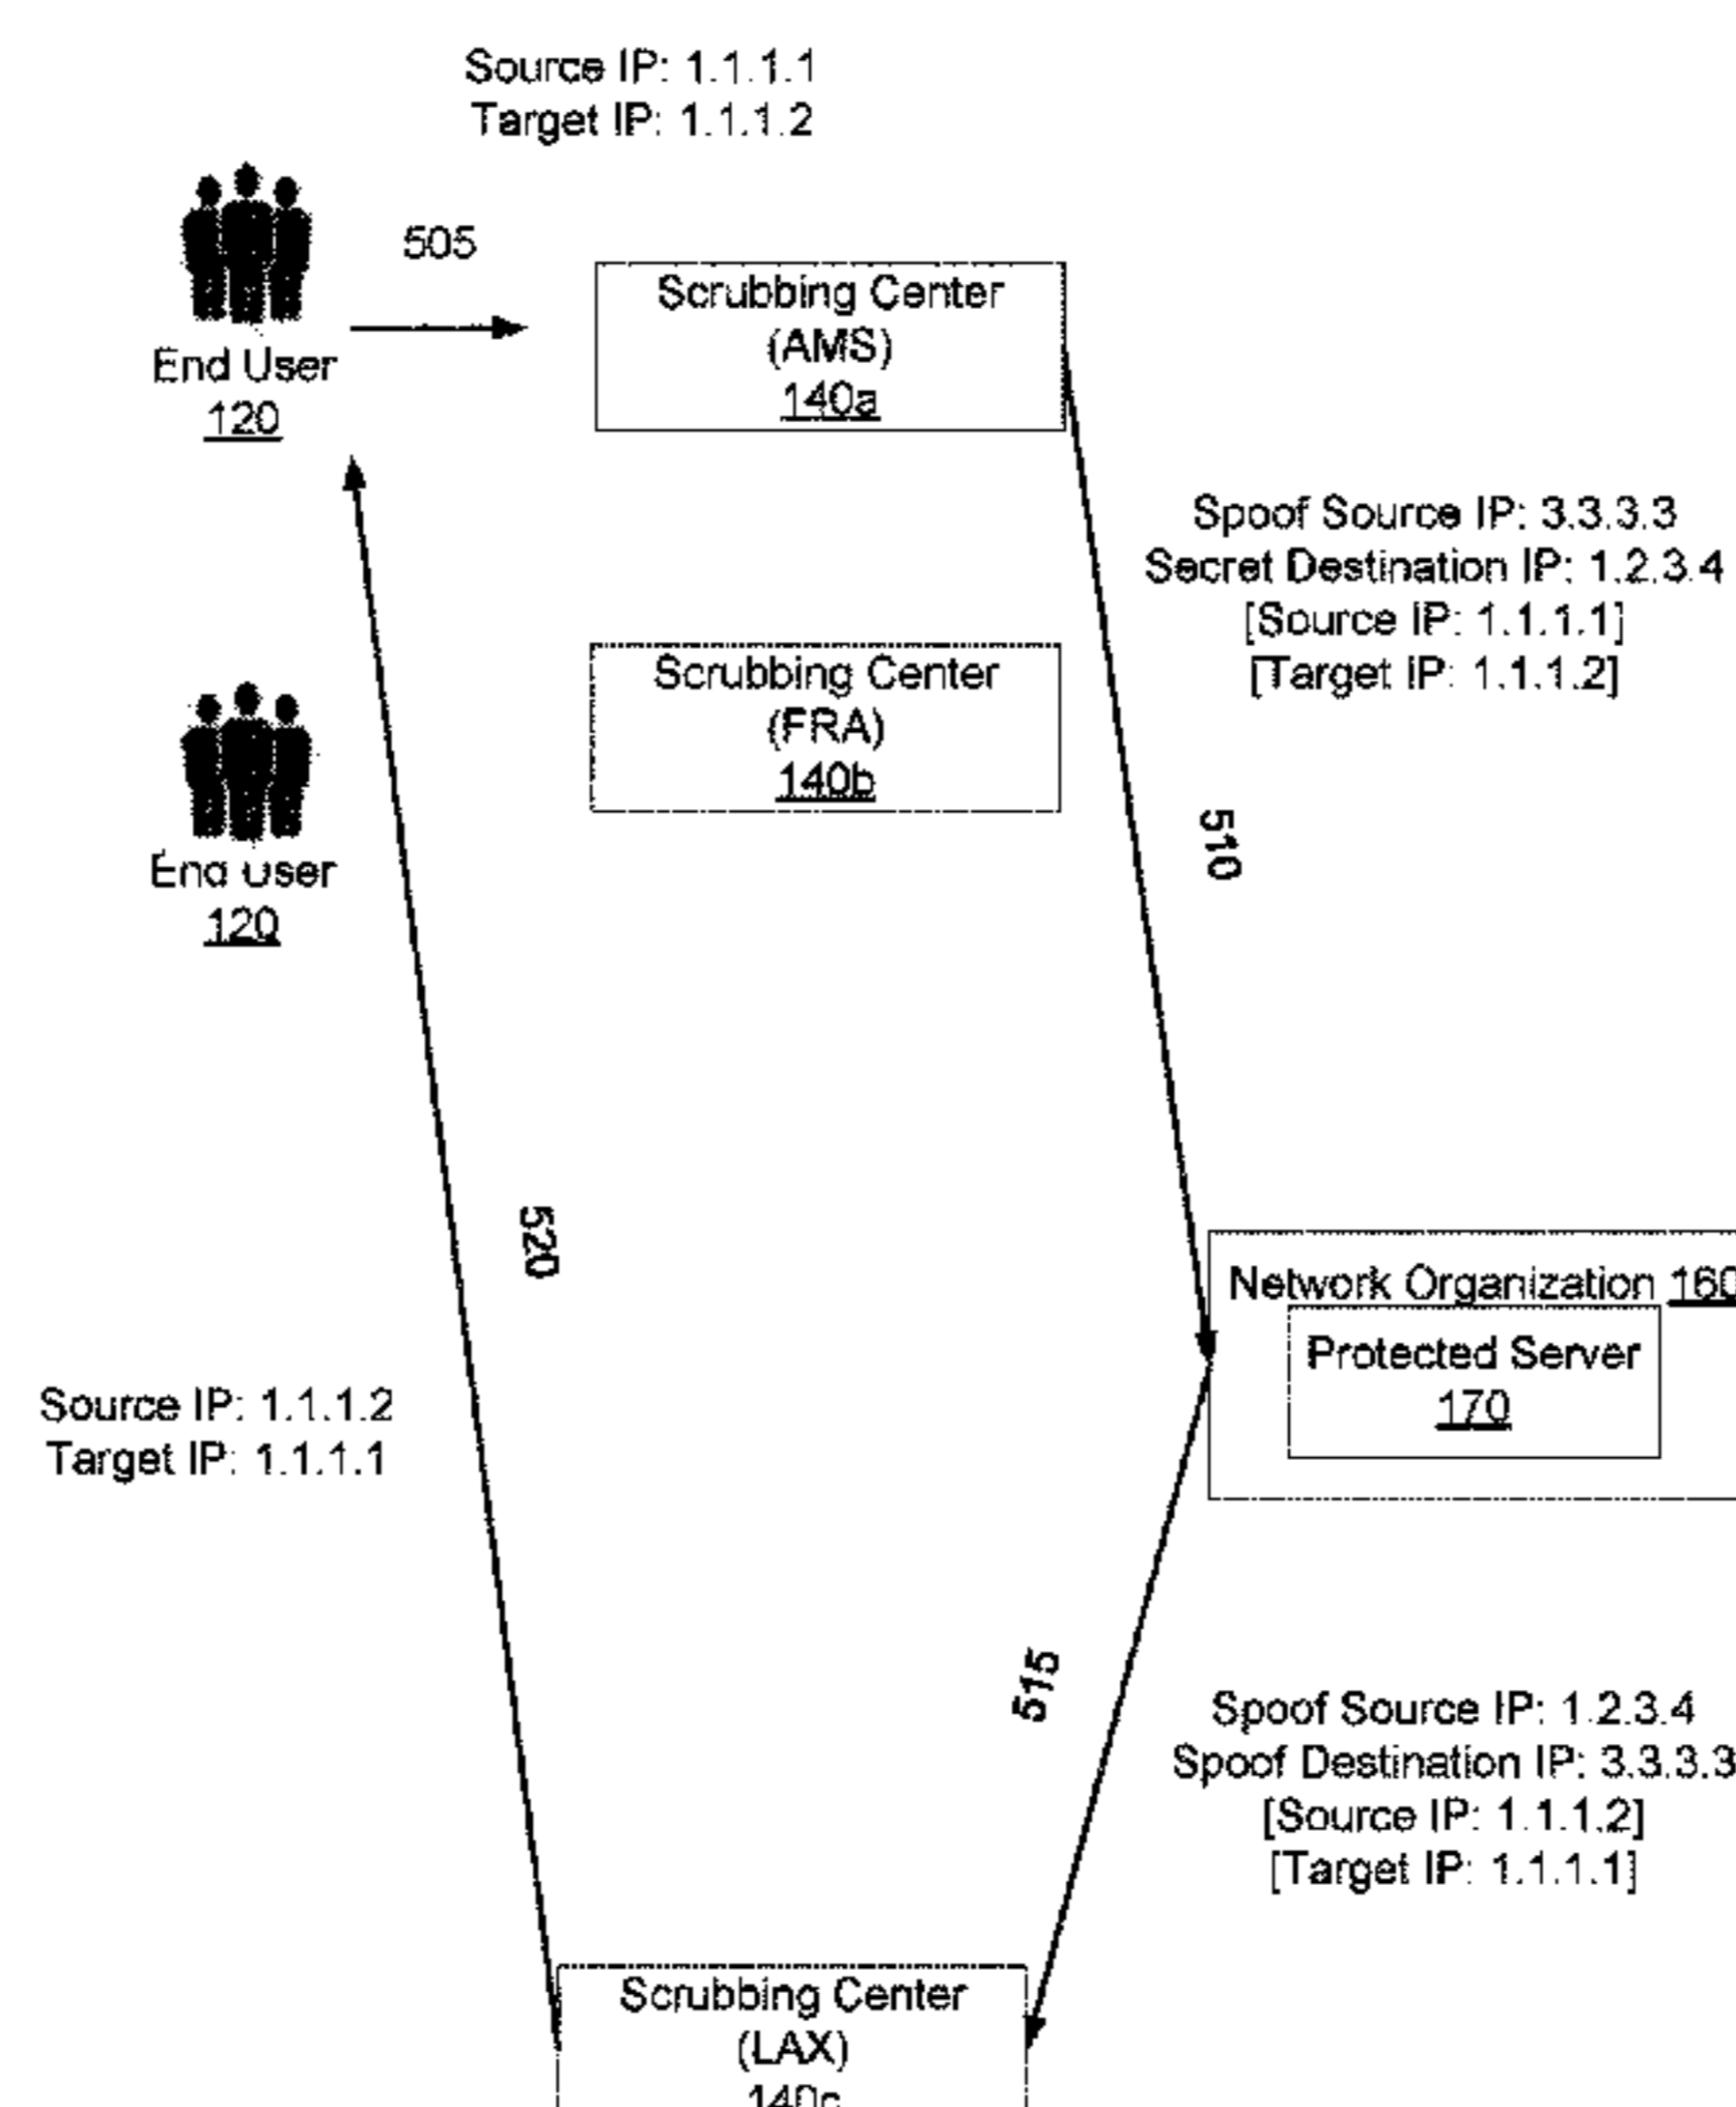 Source IP: 1.1.1.1
Target IP: 1.1.1.2
505
End User
120
Scrubbing Center
(AMS)
140a
Spoof Source IP: 3.3.3.3
Secret Destination IP: 1.2.3.4
[Source IP: 1.1.1.1]
[Target IP: 1.1.1.2]
Scrubbing Center
(FRA)
140b
End User
120
510
520
Network Organization 160
Protected Server
170
Source IP: 1.1.1.2
Target IP: 1.1.1.1
515
Spoof Source IP: 1.2.3.4
Spoof Destination IP: 3.3.3.3
[Source IP: 1.1.1.2]
[Target IP: 1.1.1.1]
Scrubbing Center
(LAX)
140c